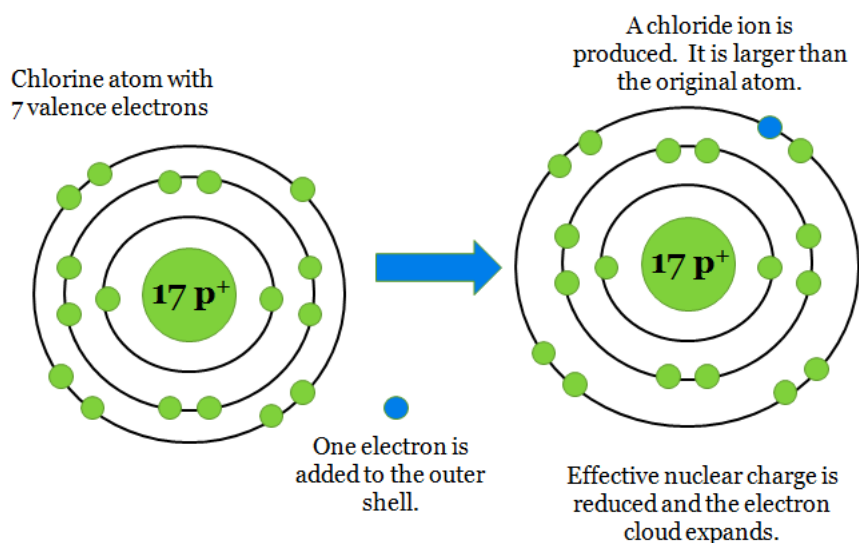 Chlorine atom with
7 valence electrons
17 p+
One electron is
added to the outer
shell.
A chloride ion is
produced. It is larger than
the original atom.
17 p+
Effective nuclear charge is
reduced and the electron
cloud expands.